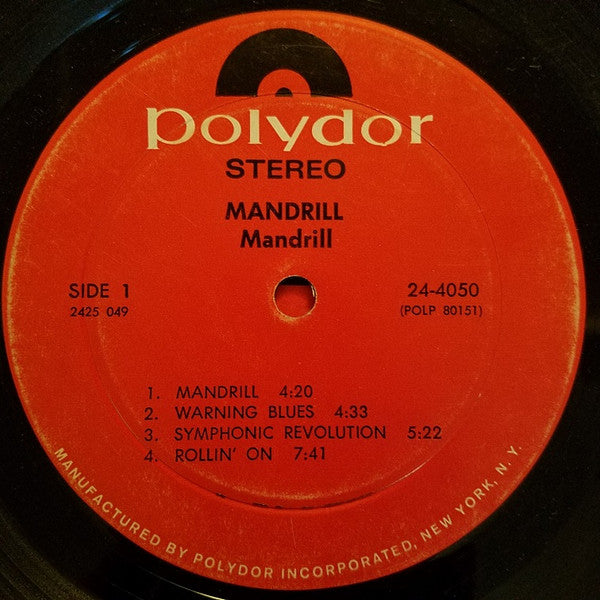 polydor
STEREO
MANDRILL
Mandrill
SIDE 1
2425 049
24-4050
(POLP 80151)
1. MANDRILL 4:20
2. WARNING BLUES 4:33
3. SYMPHONIC REVOLUTION 5:22
4. ROLLIN' ON 7:41
MANUFACTURED BY POLYDOR INCORPORATED, NEW YORK, N. Y.